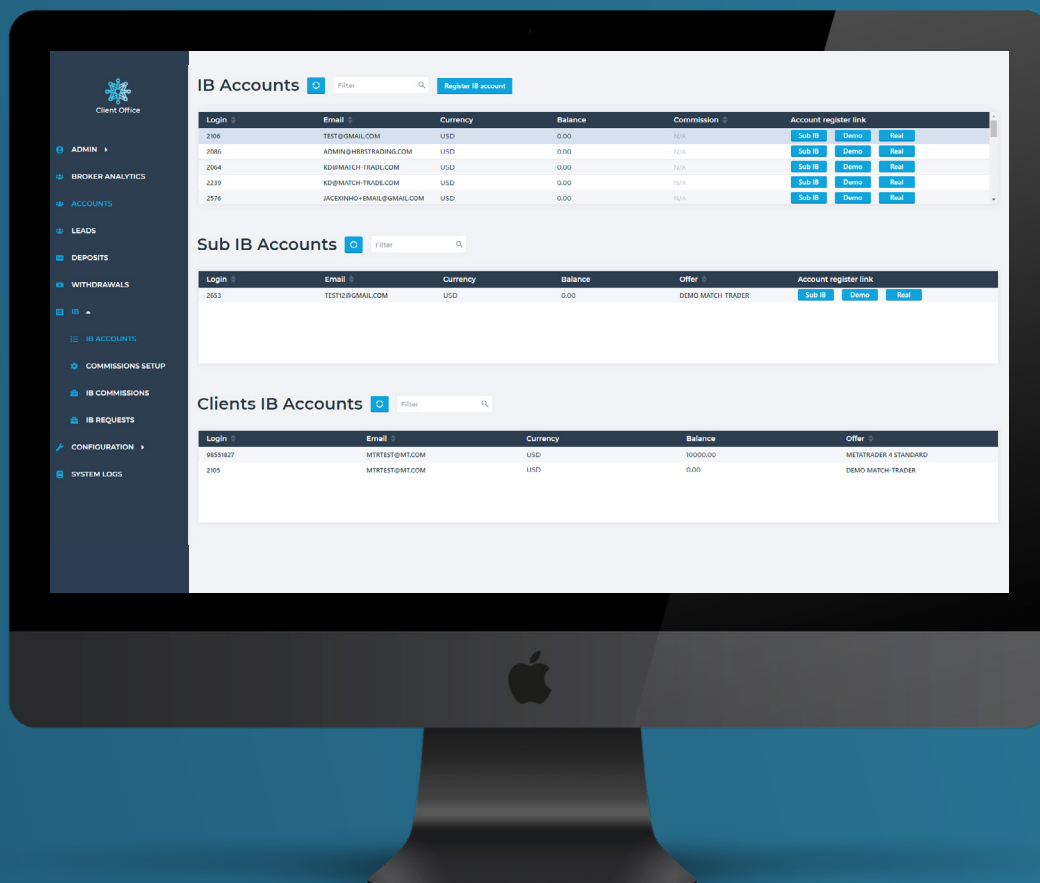 Client Office
ADMIN
BROKER ANALYTICS
ACCOUNTS
LEADS
DEPOSITS
WITHDRAWALS
IB
IB ACCOUNTS
COMMISSIONS SETUP
IB COMMISSIONS
IB REQUESTS
CONFIGURATION
SYSTEM LOGS
IB Accounts Filter Register IB account
Login Email Currency Balance Commission Account register link
2106 TEST@GMAIL.COM USD 0.00 N/A Sub IB Demo Real
2086 ADMIN@HBBSTRADING.COM USD 0.00 N/A Sub IB Demo Real
2064 KD@MATCH-TRADE.COM USD 0.00 N/A Sub IB Demo Real
2239 KD@MATCH-TRADE.COM USD 0.00 N/A Sub IB Demo Real
2576 JACEXINHO+EMAIL@GMAIL.COM USD 0.00 N/A Sub IB Demo Real
Sub IB Accounts Filter
Login Email Currency Balance Offer Account register link
2653 TEST12@GMAIL.COM USD 0.00 DEMO MATCH-TRADER Sub IB Demo Real
Clients IB Accounts Filter
Login Email Currency Balance Offer
98551827 MTRTEST@MT.COM USD 10000.00 METATRADER 4 STANDARD
2105 MTRTEST@MT.COM USD 0.00 DEMO MATCH-TRADER